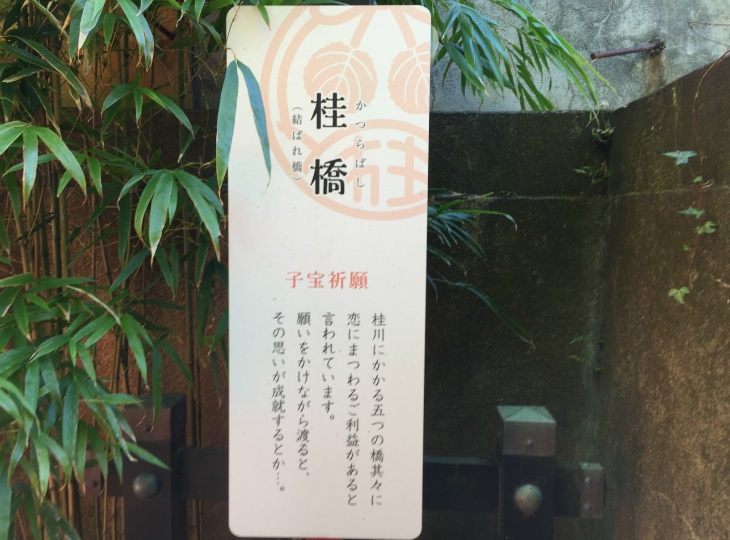 かつらばし
桂橋
（結ばれ橋）
子宝祈願
桂川にかかる五つの橋其々に
恋にまつわるご利益があると
言われています。
願いをかけながら渡ると、
その思いが成就するとか…。